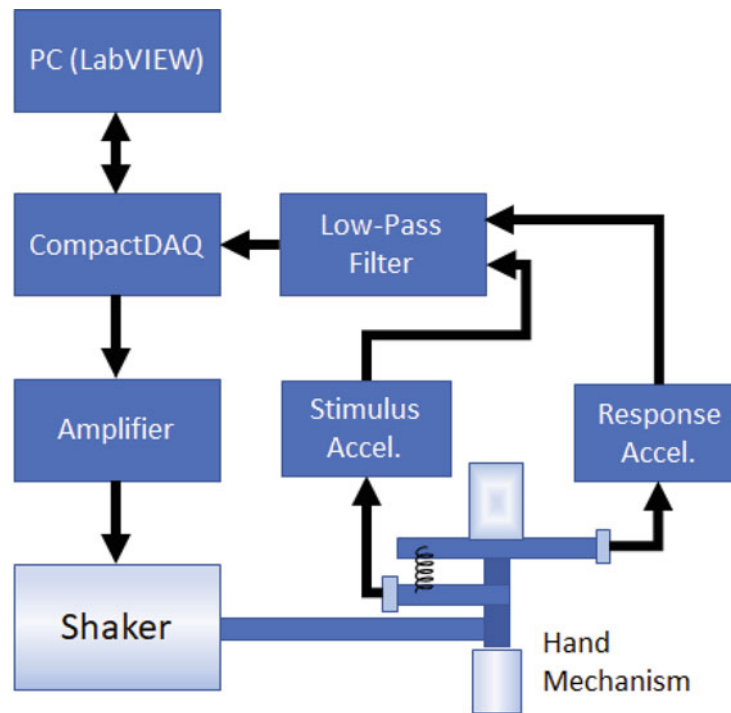 PC (LabVIEW)
CompactDAQ
Low-Pass
Filter
Amplifier
Stimulus
Accel.
Response
Accel.
Shaker
Hand
Mechanism